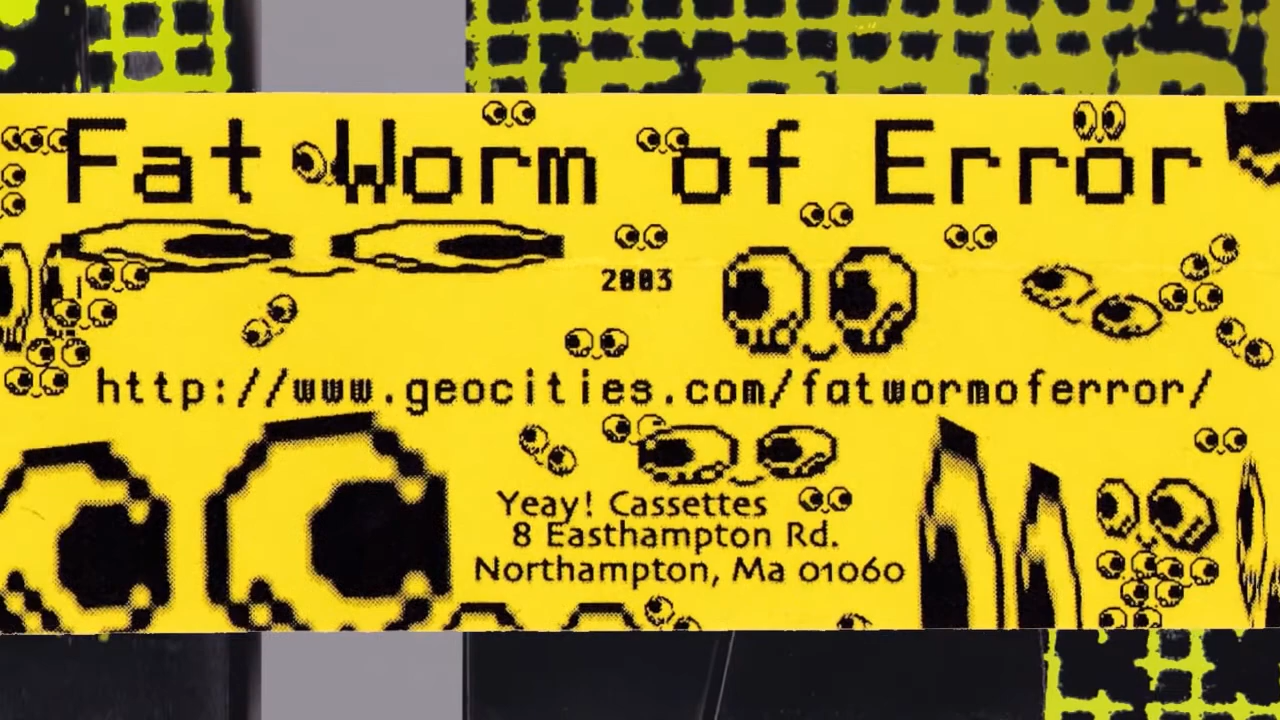 Fat Worm of Error
2003
http://www.geocities.com/fatwormoferror/
Yeay! Cassettes
8 Easthampton Rd.
Northampton, Ma 01060